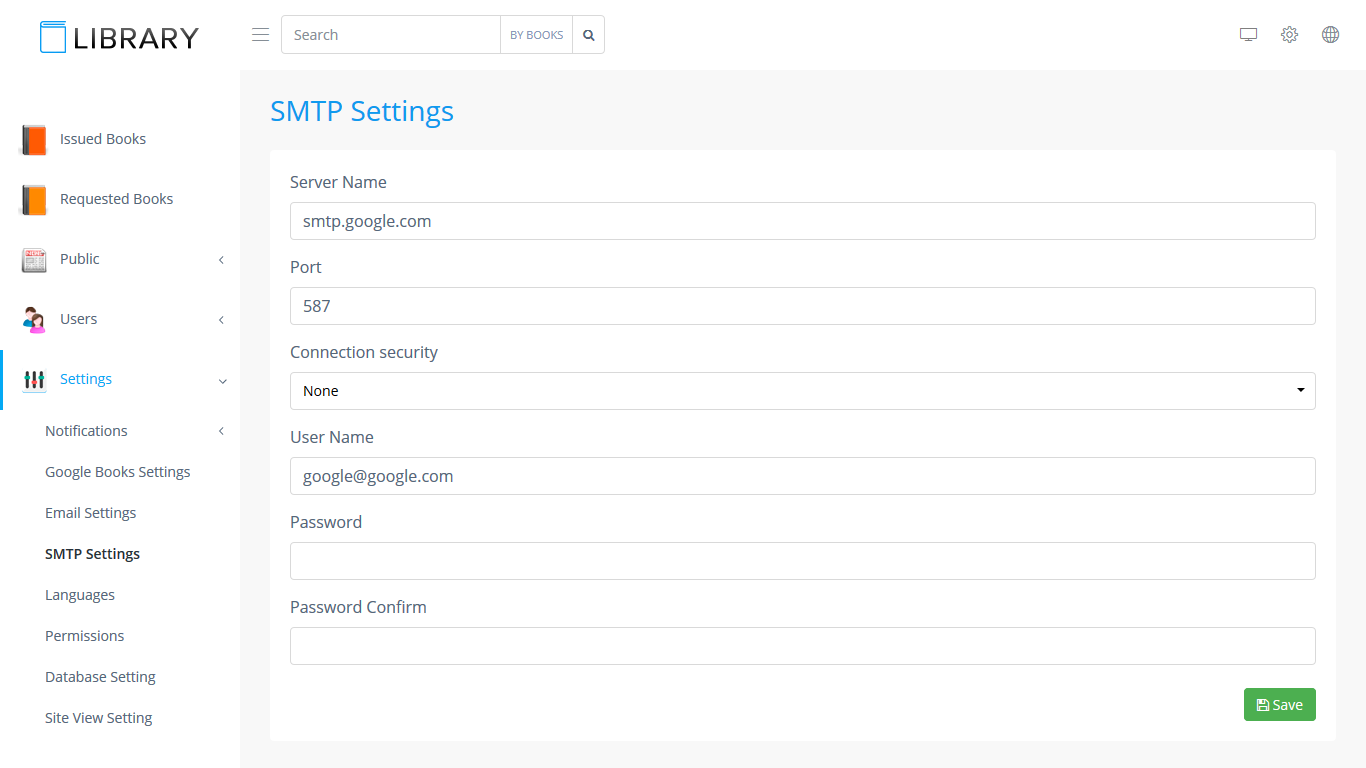 LIBRARY
Search
BY BOOKS
Issued Books
Requested Books
Public
Users
Settings
Notifications
Google Books Settings
Email Settings
SMTP Settings
Languages
Permissions
Database Setting
Site View Setting
SMTP Settings
Server Name
smtp.google.com
Port
587
Connection security
None
User Name
google@google.com
Password
Password Confirm
Save